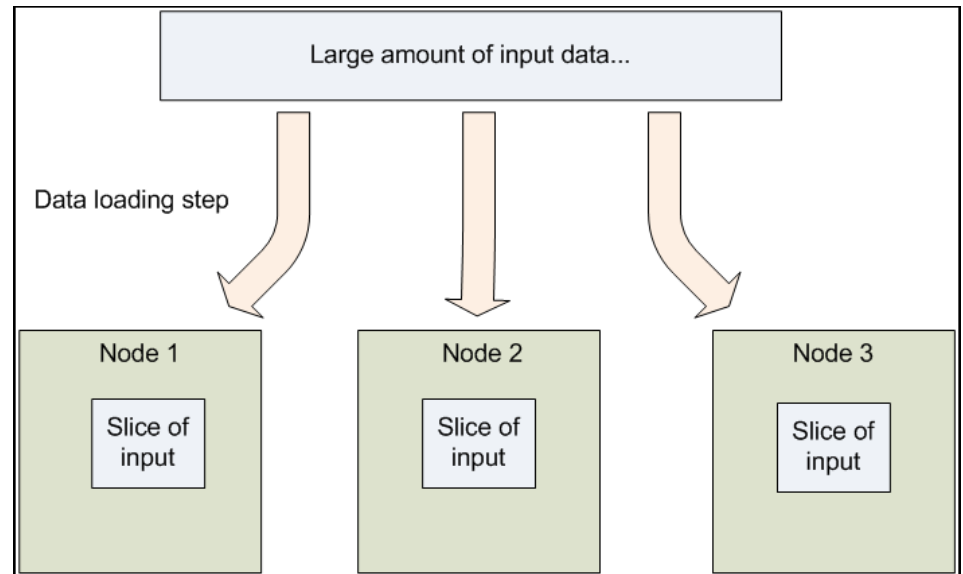 Large amount of input data...
Data loading step
Node 1
Node 2
Node 3
Slice of
input
Slice of
input
Slice of
input